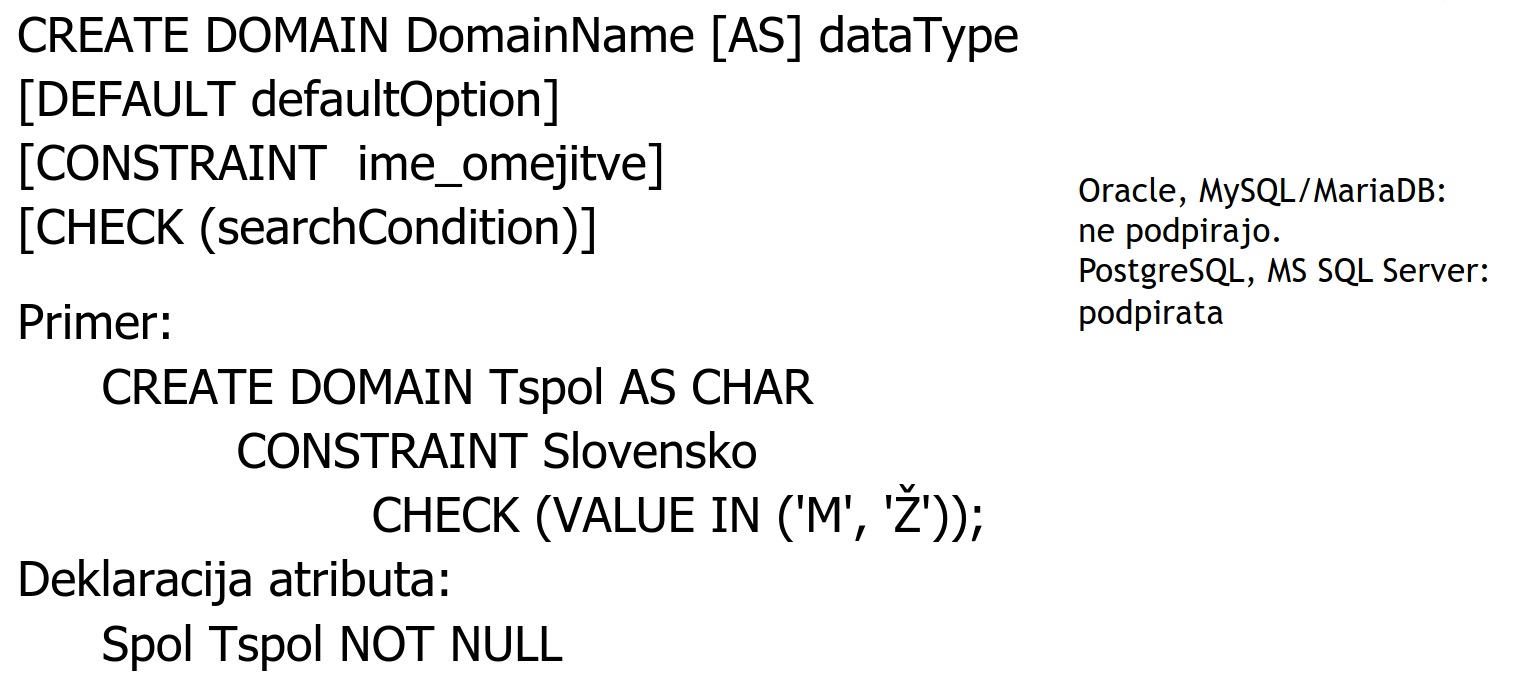 CREATE DOMAIN DomainName [AS] dataType
[DEFAULT defaultOption]
[CONSTRAINT ime_omejitve]
[CHECK (searchCondition)]
Oracle, MySQL/MariaDB:
ne podpirajo.
PostgreSQL, MS SQL Server:
podpirata
Primer:
CREATE DOMAIN Tspol AS CHAR
CONSTRAINT Slovensko
CHECK (VALUE IN ('M', 'Ž'));
Deklaracija atributa:
Spol Tspol NOT NULL